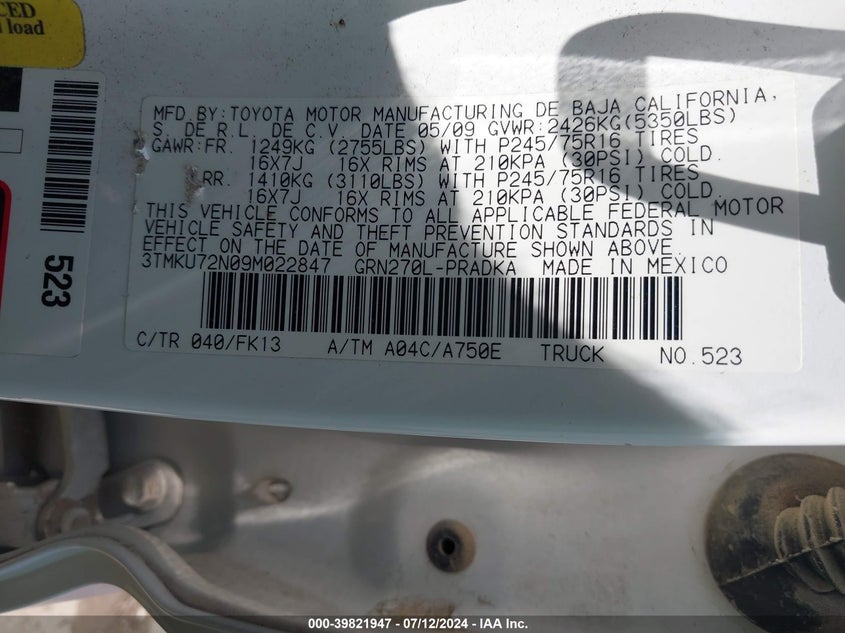 CED
load
523
MFD.BY:TOYOTA MOTOR MANUFACTURING DE BAJA CALIFORNIA,
S. DE R.L. DE C.V. DATE 05/09 GVWR:2426KG(5350LBS)
GAWR:FR. 1249KG (2755LBS) WITH P245/75R16 TIRES
16X7J 16X RIMS AT 210KPA (30PSI) COLD.
RR. 1410KG (3110LBS) WITH P245/75R16 TIRES
16X7J 16X RIMS AT 210KPA (30PSI) COLD.
THIS VEHICLE CONFORMS TO ALL APPLICABLE FEDERAL MOTOR
VEHICLE SAFETY AND THEFT PREVENTION STANDARDS IN
EFFECT ON THE DATE OF MANUFACTURE SHOWN ABOVE.
3TMKU72N09M022847 GRN270L-PRADKA MADE IN MEXICO
C/TR 040/FK13 A/TM A04C/A750E TRUCK NO.523
000-39821947 - 07/12/2024 - IAA Inc.